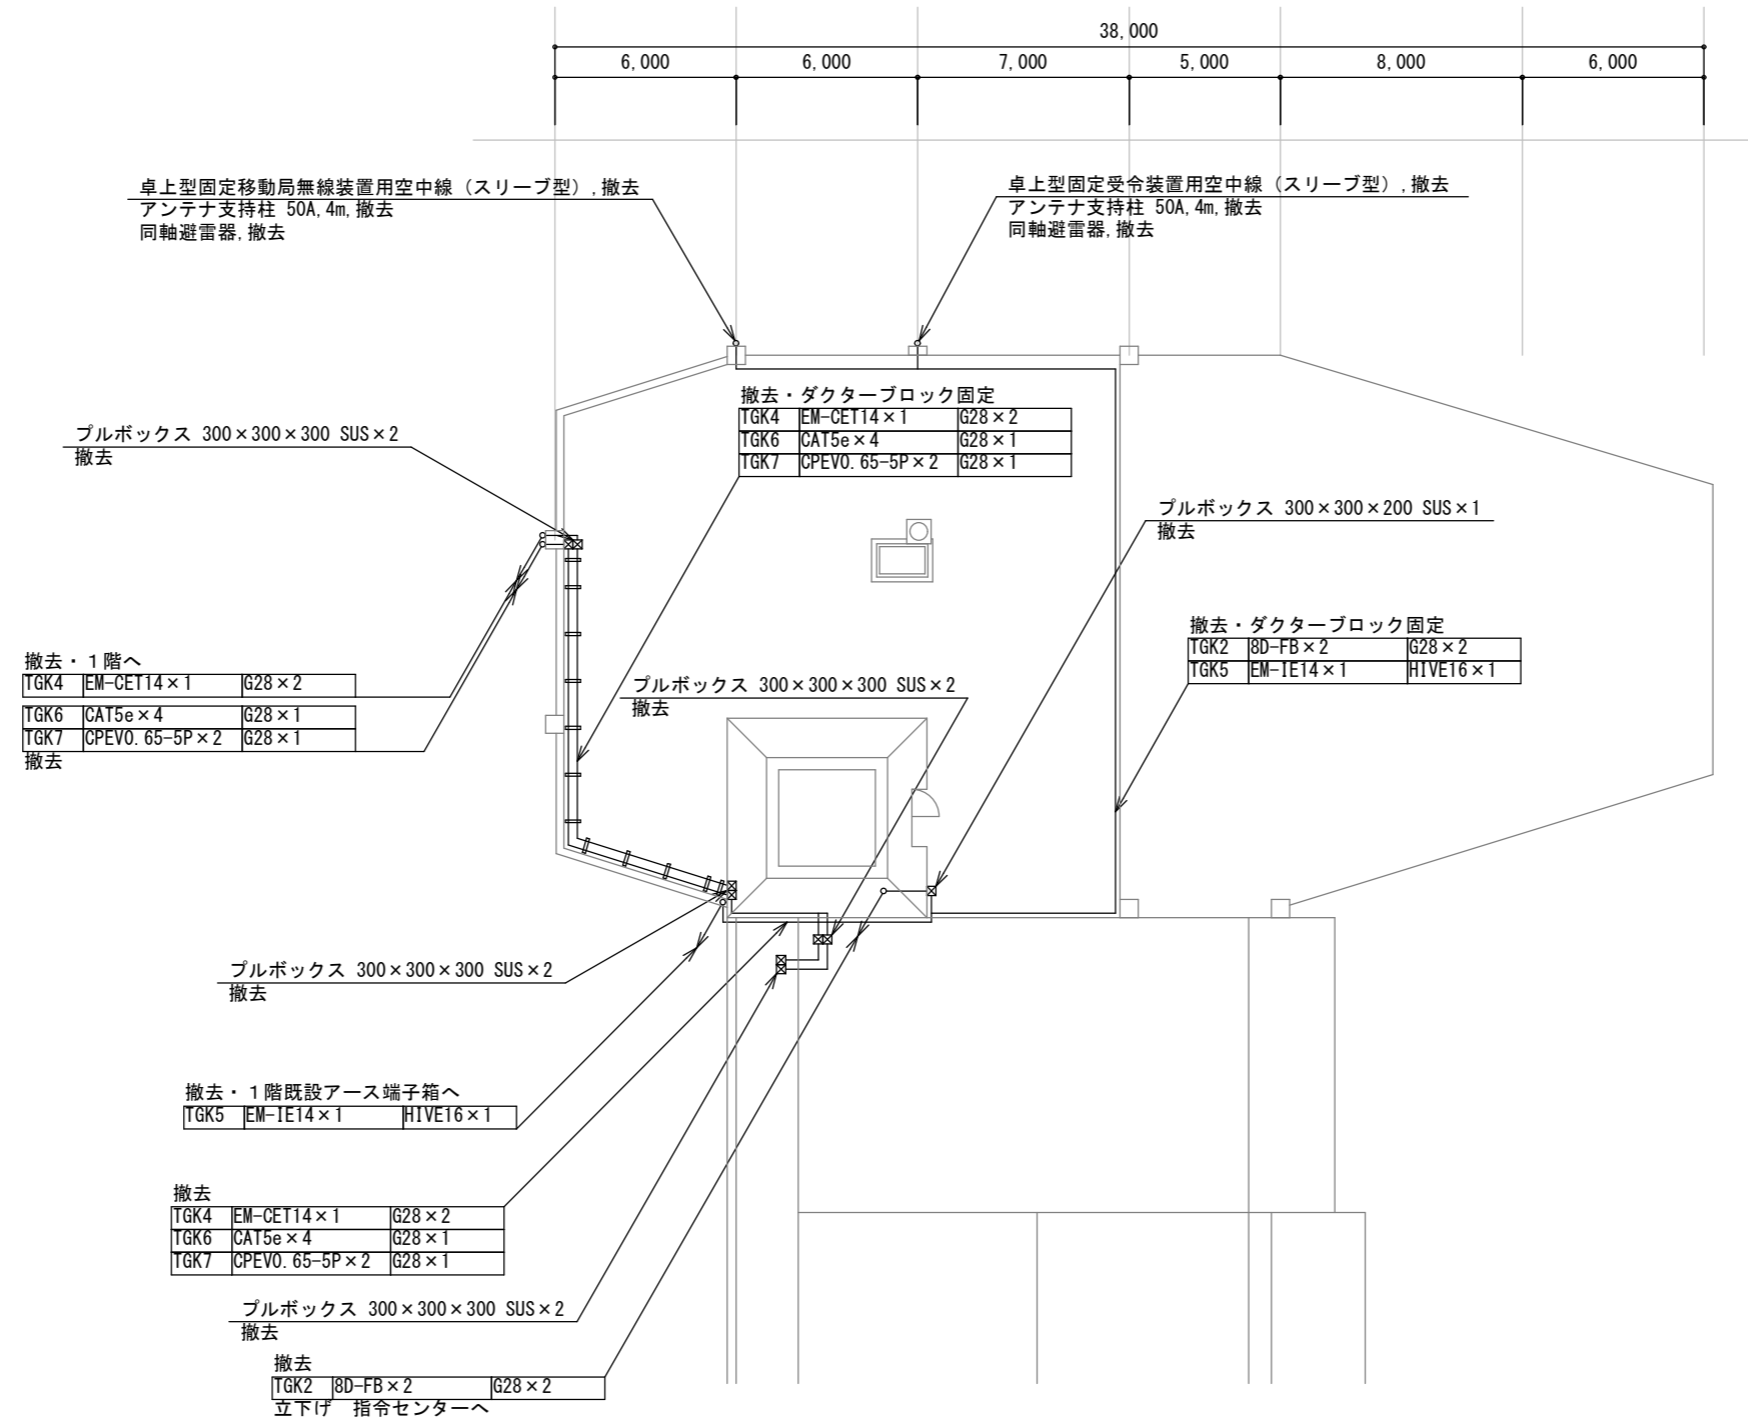 38,000
6,000 6,000 7,000 5,000 8,000 6,000
卓上型固定移動局無線装置用空中線（スリーブ型）,撤去
アンテナ支持柱 50A,4m,撤去
同軸避雷器,撤去
卓上型固定受令装置用空中線（スリーブ型）,撤去
アンテナ支持柱 50A,4m,撤去
同軸避雷器,撤去
撤去・ダクターブロック固定
TGK4 EM-CET14×1 G28×2
TGK6 CAT5e×4 G28×1
TGK7 CPEV0.65-5P×2 G28×1
プルボックス 300×300×300 SUS×2
撤去
プルボックス 300×300×200 SUS×1
撤去
撤去・ダクターブロック固定
TGK2 8D-FB×2 G28×2
TGK5 EM-IE14×1 HIVE16×1
撤去・１階へ
TGK4 EM-CET14×1 G28×2
TGK6 CAT5e×4 G28×1
TGK7 CPEV0.65-5P×2 G28×1
撤去
プルボックス 300×300×300 SUS×2
撤去
プルボックス 300×300×300 SUS×2
撤去
撤去・１階既設アース端子箱へ
TGK5 EM-IE14×1 HIVE16×1
撤去
TGK4 EM-CET14×1 G28×2
TGK6 CAT5e×4 G28×1
TGK7 CPEV0.65-5P×2 G28×1
プルボックス 300×300×300 SUS×2
撤去
撤去
TGK2 8D-FB×2 G28×2
立下げ　指令センターへ